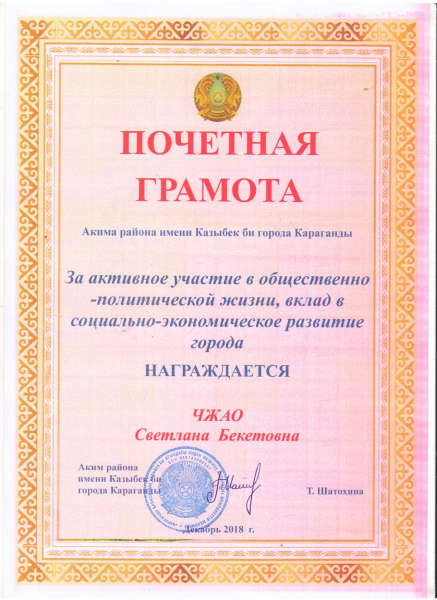 ПОЧЕТНАЯ
ГРАМОТА
Акима района имени Казыбек би города Караганды
За активное участие в общественно
-политической жизни, вклад в
социально-экономическое развитие
города
НАГРАЖДАЕТСЯ
ЧЖАО
Светлана Бекетовна
Аким района
имени Казыбек би
города Караганды
Т. Шатохина
Декабрь 2018 г.